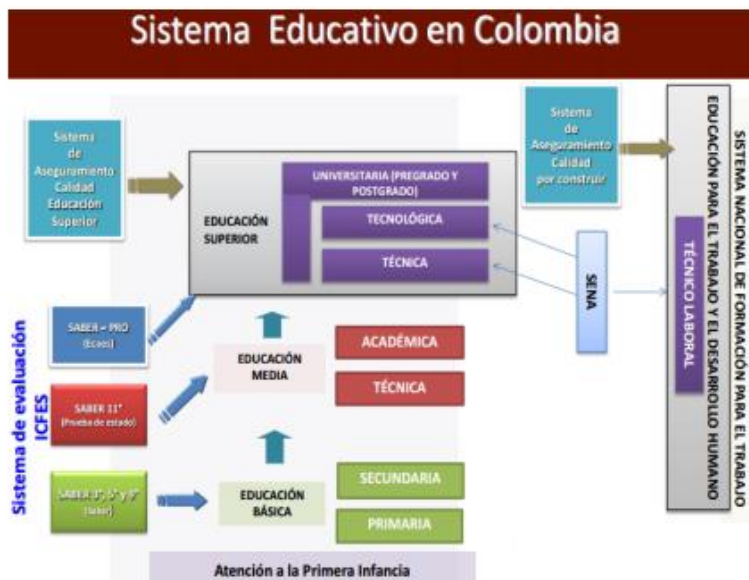 Sistema Educativo en Colombia
Sistema
de
Aseguramiento
Calidad
Educación
Superior
EDUCACIÓN
SUPERIOR
UNIVERSITARIA (PREGRADO Y
POSTGRADO)
TECNOLÓGICA
TÉCNICA
Sistema
de
Aseguramiento
Calidad
por construir
SENA
TÉCNICO LABORAL
EDUCACIÓN PARA EL TRABAJO Y EL DESARROLLO HUMANO
SISTEMA NACIONAL DE FORMACIÓN PARA EL TRABAJO
Sistema de evaluación
ICFES
SABER – PRO
(Ecaes)
EDUCACIÓN
MEDIA
ACADÉMICA
TÉCNICA
SABER 11°
(Prueba de estado)
SABER 3°, 5° y 9°
EDUCACIÓN
BÁSICA
SECUNDARIA
PRIMARIA
Atención a la Primera Infancia